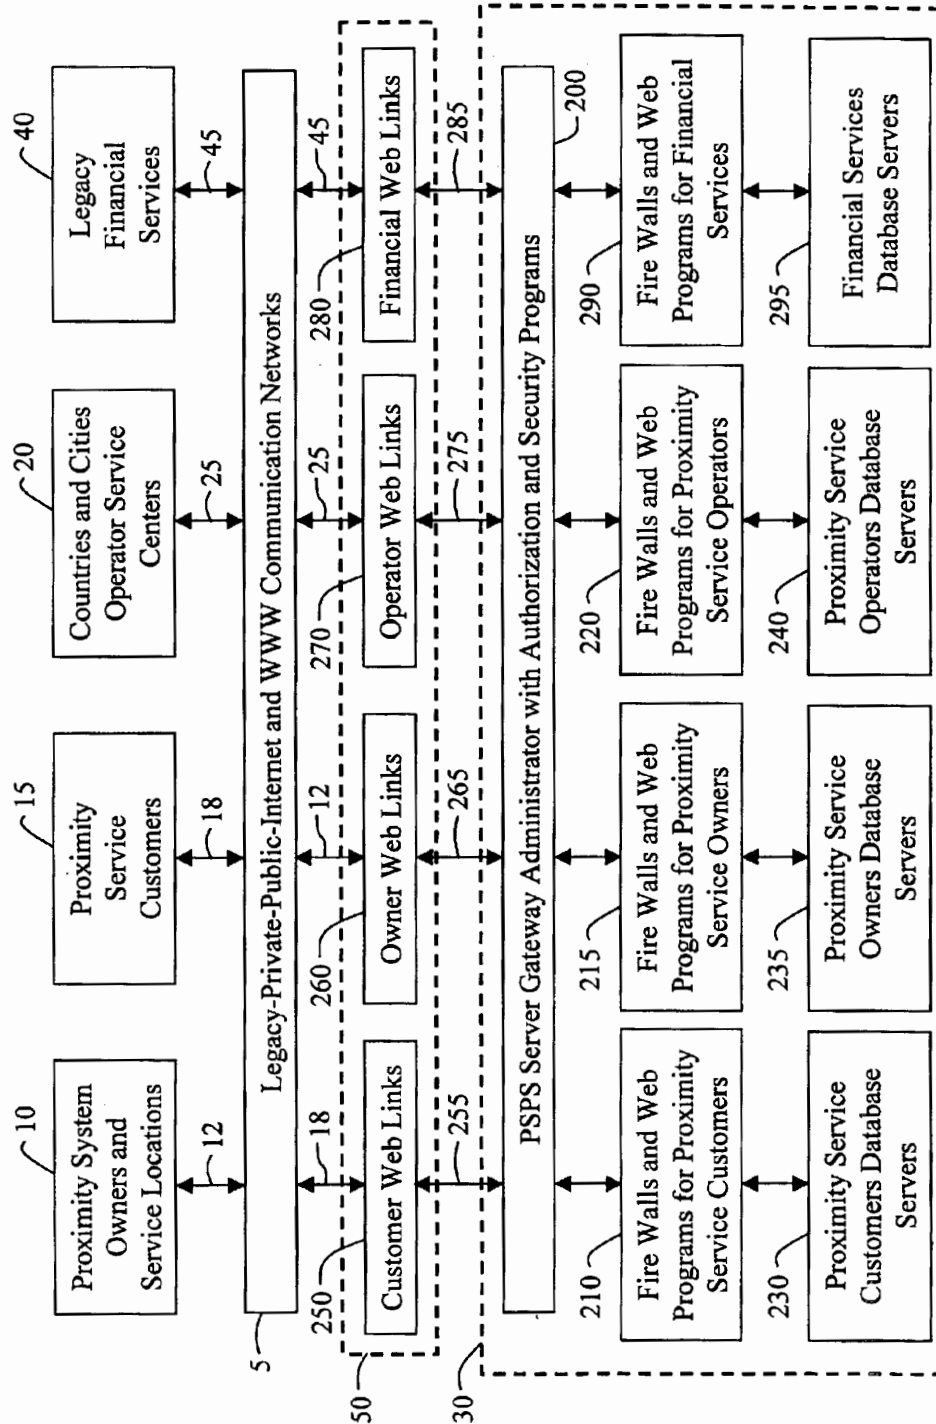 10
Proximity System
Owners and
Service Locations
15
Proximity
Service
Customers
20
Countries and Cities
Operator Service
Centers
40
Legacy
Financial
Services
12
18
25
45
5
Legacy-Private-Public-Internet and WWW Communication Networks
18
12
25
45
50
250
Customer Web Links
260
Owner Web Links
270
Operator Web Links
280
Financial Web Links
255
265
275
285
30
PSPS Server Gateway Administrator with Authorization and Security Programs
200
210
Fire Walls and Web
Programs for Proximity
Service Customers
215
Fire Walls and Web
Programs for Proximity
Service Owners
220
Fire Walls and Web
Programs for Proximity
Service Operators
290
Fire Walls and Web
Programs for Financial
Services
230
Proximity Service
Customers Database
Servers
235
Proximity Service
Owners Database
Servers
240
Proximity Service
Operators Database
Servers
295
Financial Services
Database Servers